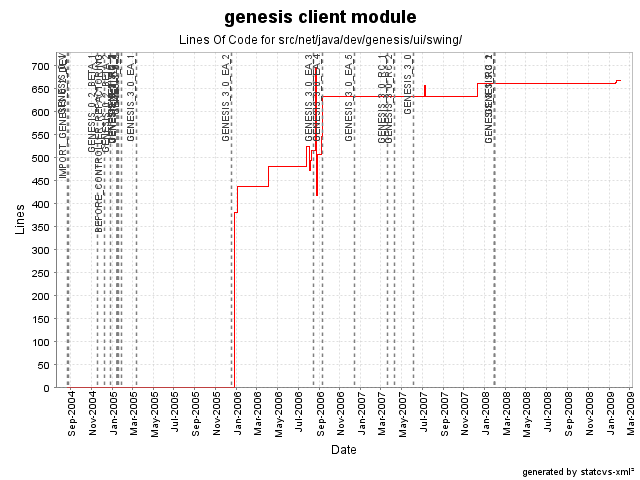 genesis client module
Lines Of Code for src/net/java/dev/genesis/ui/swing/
700
650
600
550
500
450
400
350
300
250
200
150
100
50
0
Lines
GENESIS_3_0_EA_1
GENESIS_3_0_EA_2
GENESIS_3_0_EA_3
GENESIS_3_0_EA_4
GENESIS_3_0_EA_5
GENESIS_3_0
BEFORE_CONTROLLER_REFACTORING
Sep-2004
Nov-2004
Jan-2005
Mar-2005
May-2005
Jul-2005
Sep-2005
Nov-2005
Jan-2006
Mar-2006
May-2006
Jul-2006
Sep-2006
Nov-2006
Jan-2007
Mar-2007
May-2007
Jul-2007
Sep-2007
Nov-2007
Jan-2008
Mar-2008
May-2008
Jul-2008
Sep-2008
Nov-2008
Jan-2009
Mar-2009
Date
generated by statcvs-xml²